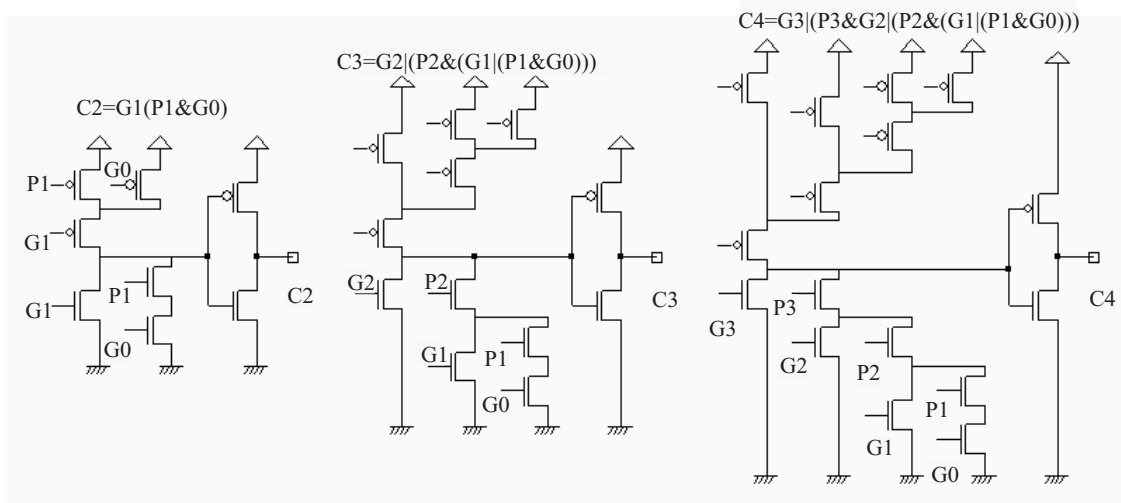 C4=G3|(P3&G2|(P2&(G1|(P1&G0)))
C3=G2|(P2&(G1|(P1&G0)))
C2=G1(P1&G0)
P1
G0
G1
G1
P1
G0
C2
G2
P2
G1
P1
G0
C3
G3
P3
G2
P2
G1
P1
G0
C4